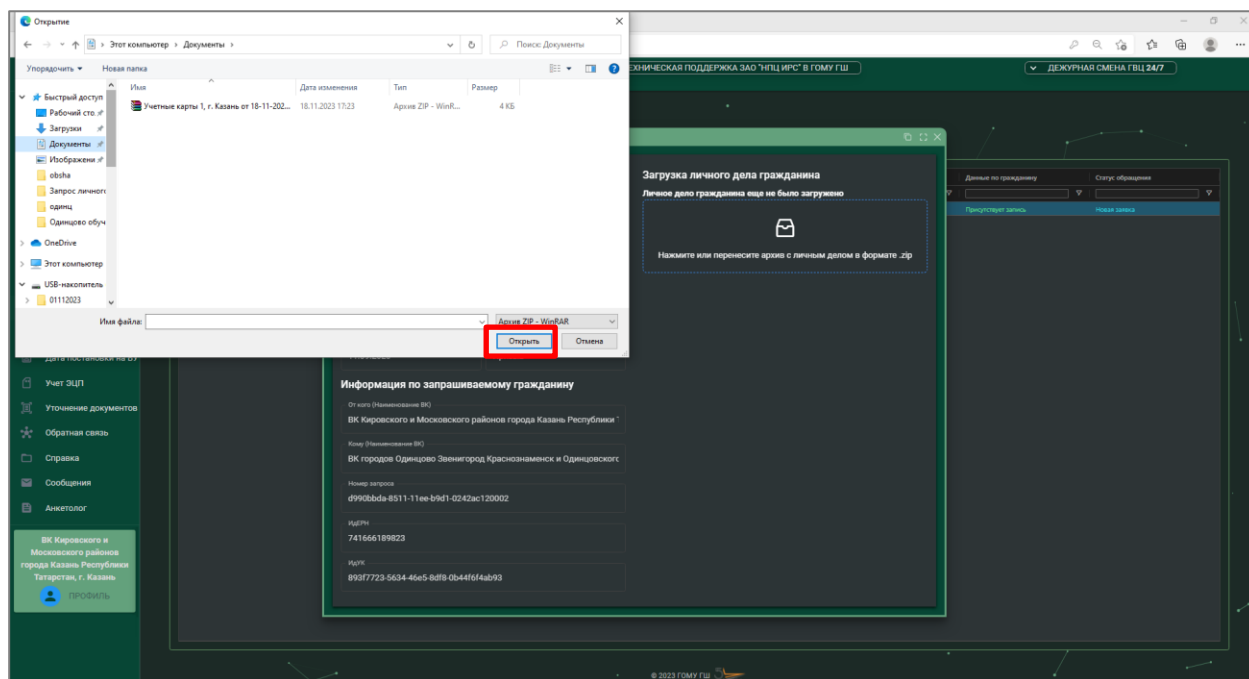 Открытие
Этот компьютер > Документы >
Поиск: Документы
Упорядочить
Новая папка
Имя
Дата изменения
Тип
Размер
Быстрый доступ
Рабочий сто.
Загрузки
Документы
Изображени
obsha
Запрос личного
одинц
Одинцово обуч
OneDrive
Этот компьютер
USB-накопитель
01112023
Учетные карты 1, г. Казань от 18-11-202...
18.11.2023 17:23
Архив ZIP - WinR...
4 КБ
Имя файла:
Архив ZIP - WinRAR
Открыть
Отмена
ЕХНИЧЕСКАЯ ПОДДЕРЖКА ЗАО "НПЦ ИРС" В ГОМУ ГШ
ДЕЖУРНАЯ СМЕНА ГВЦ 24/7
Загрузка личного дела гражданина
Личное дело гражданина еще не было загружено
Нажмите или перенесите архив с личным делом в формате .zip
Данные по гражданину
Статус обращения
Присутствует запись
Новая заявка
Дата постановки на ВУ
Учет ЭЦП
Уточнение документов
Обратная связь
Справка
Сообщения
Анкетолог
ВК Кировского и
Московского районов
города Казань Республики
Татарстан, г. Казань
ПРОФИЛЬ
Информация по запрашиваемому гражданину
От кого (Наименование ВК)
ВК Кировского и Московского районов города Казань Республики
Кому (Наименование ВК)
ВК городов Одинцово Звенигород Краснознаменск и Одинцовского
Номер запроса
d990bbda-8511-11ee-b9d1-0242ac120002
ИдЕРН
741666189823
ИдУК
893f7723-5634-46e5-8df8-0b44f6f4ab93
© 2023 ГОМУ ГШ